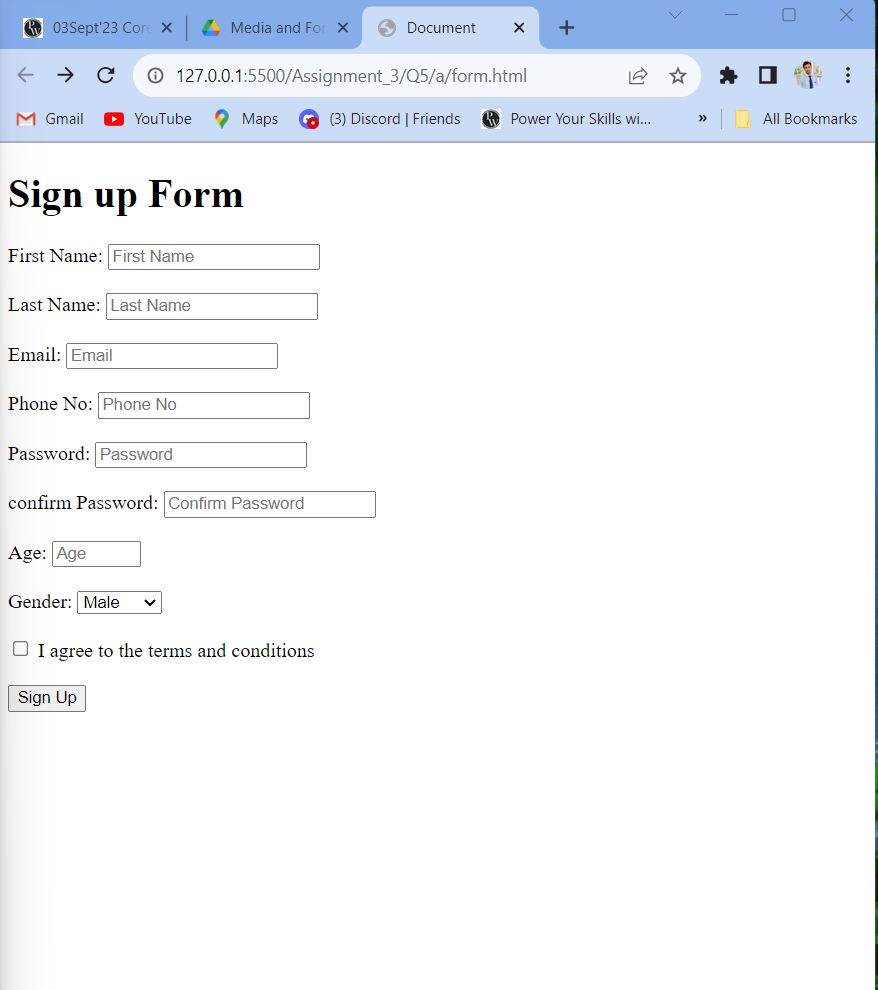 03Sept'23 Core
Media and For
Document
127.0.0.1:5500/Assignment_3/Q5/a/form.html
Gmail
YouTube
Maps
(3) Discord | Friends
Power Your Skills wi...
»
All Bookmarks
Sign up Form
First Name: First Name
Last Name: Last Name
Email: Email
Phone No: Phone No
Password: Password
confirm Password: Confirm Password
Age: Age
Gender: Male
I agree to the terms and conditions
Sign Up